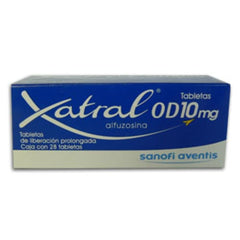 Tabletas
Xatral OD10mg
alfuzosina
Tabletas
de liberación prolongada
Caja con 28 tabletas
sanofi aventis